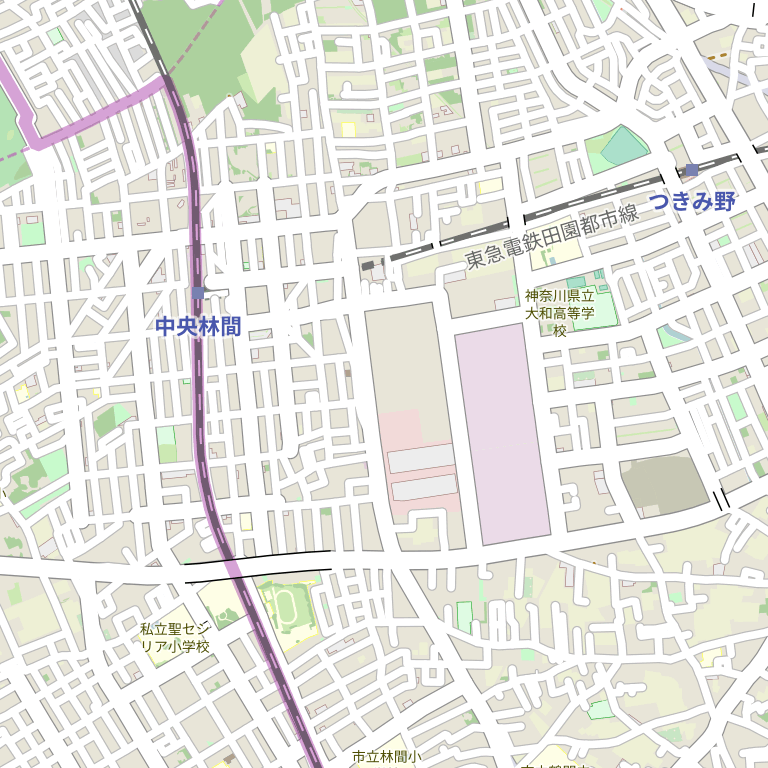 つきみ野
東急電鉄田園都市線
神奈川県立
大和高等学
校
中央林間
私立聖セシ
リア小学校
市立林間小